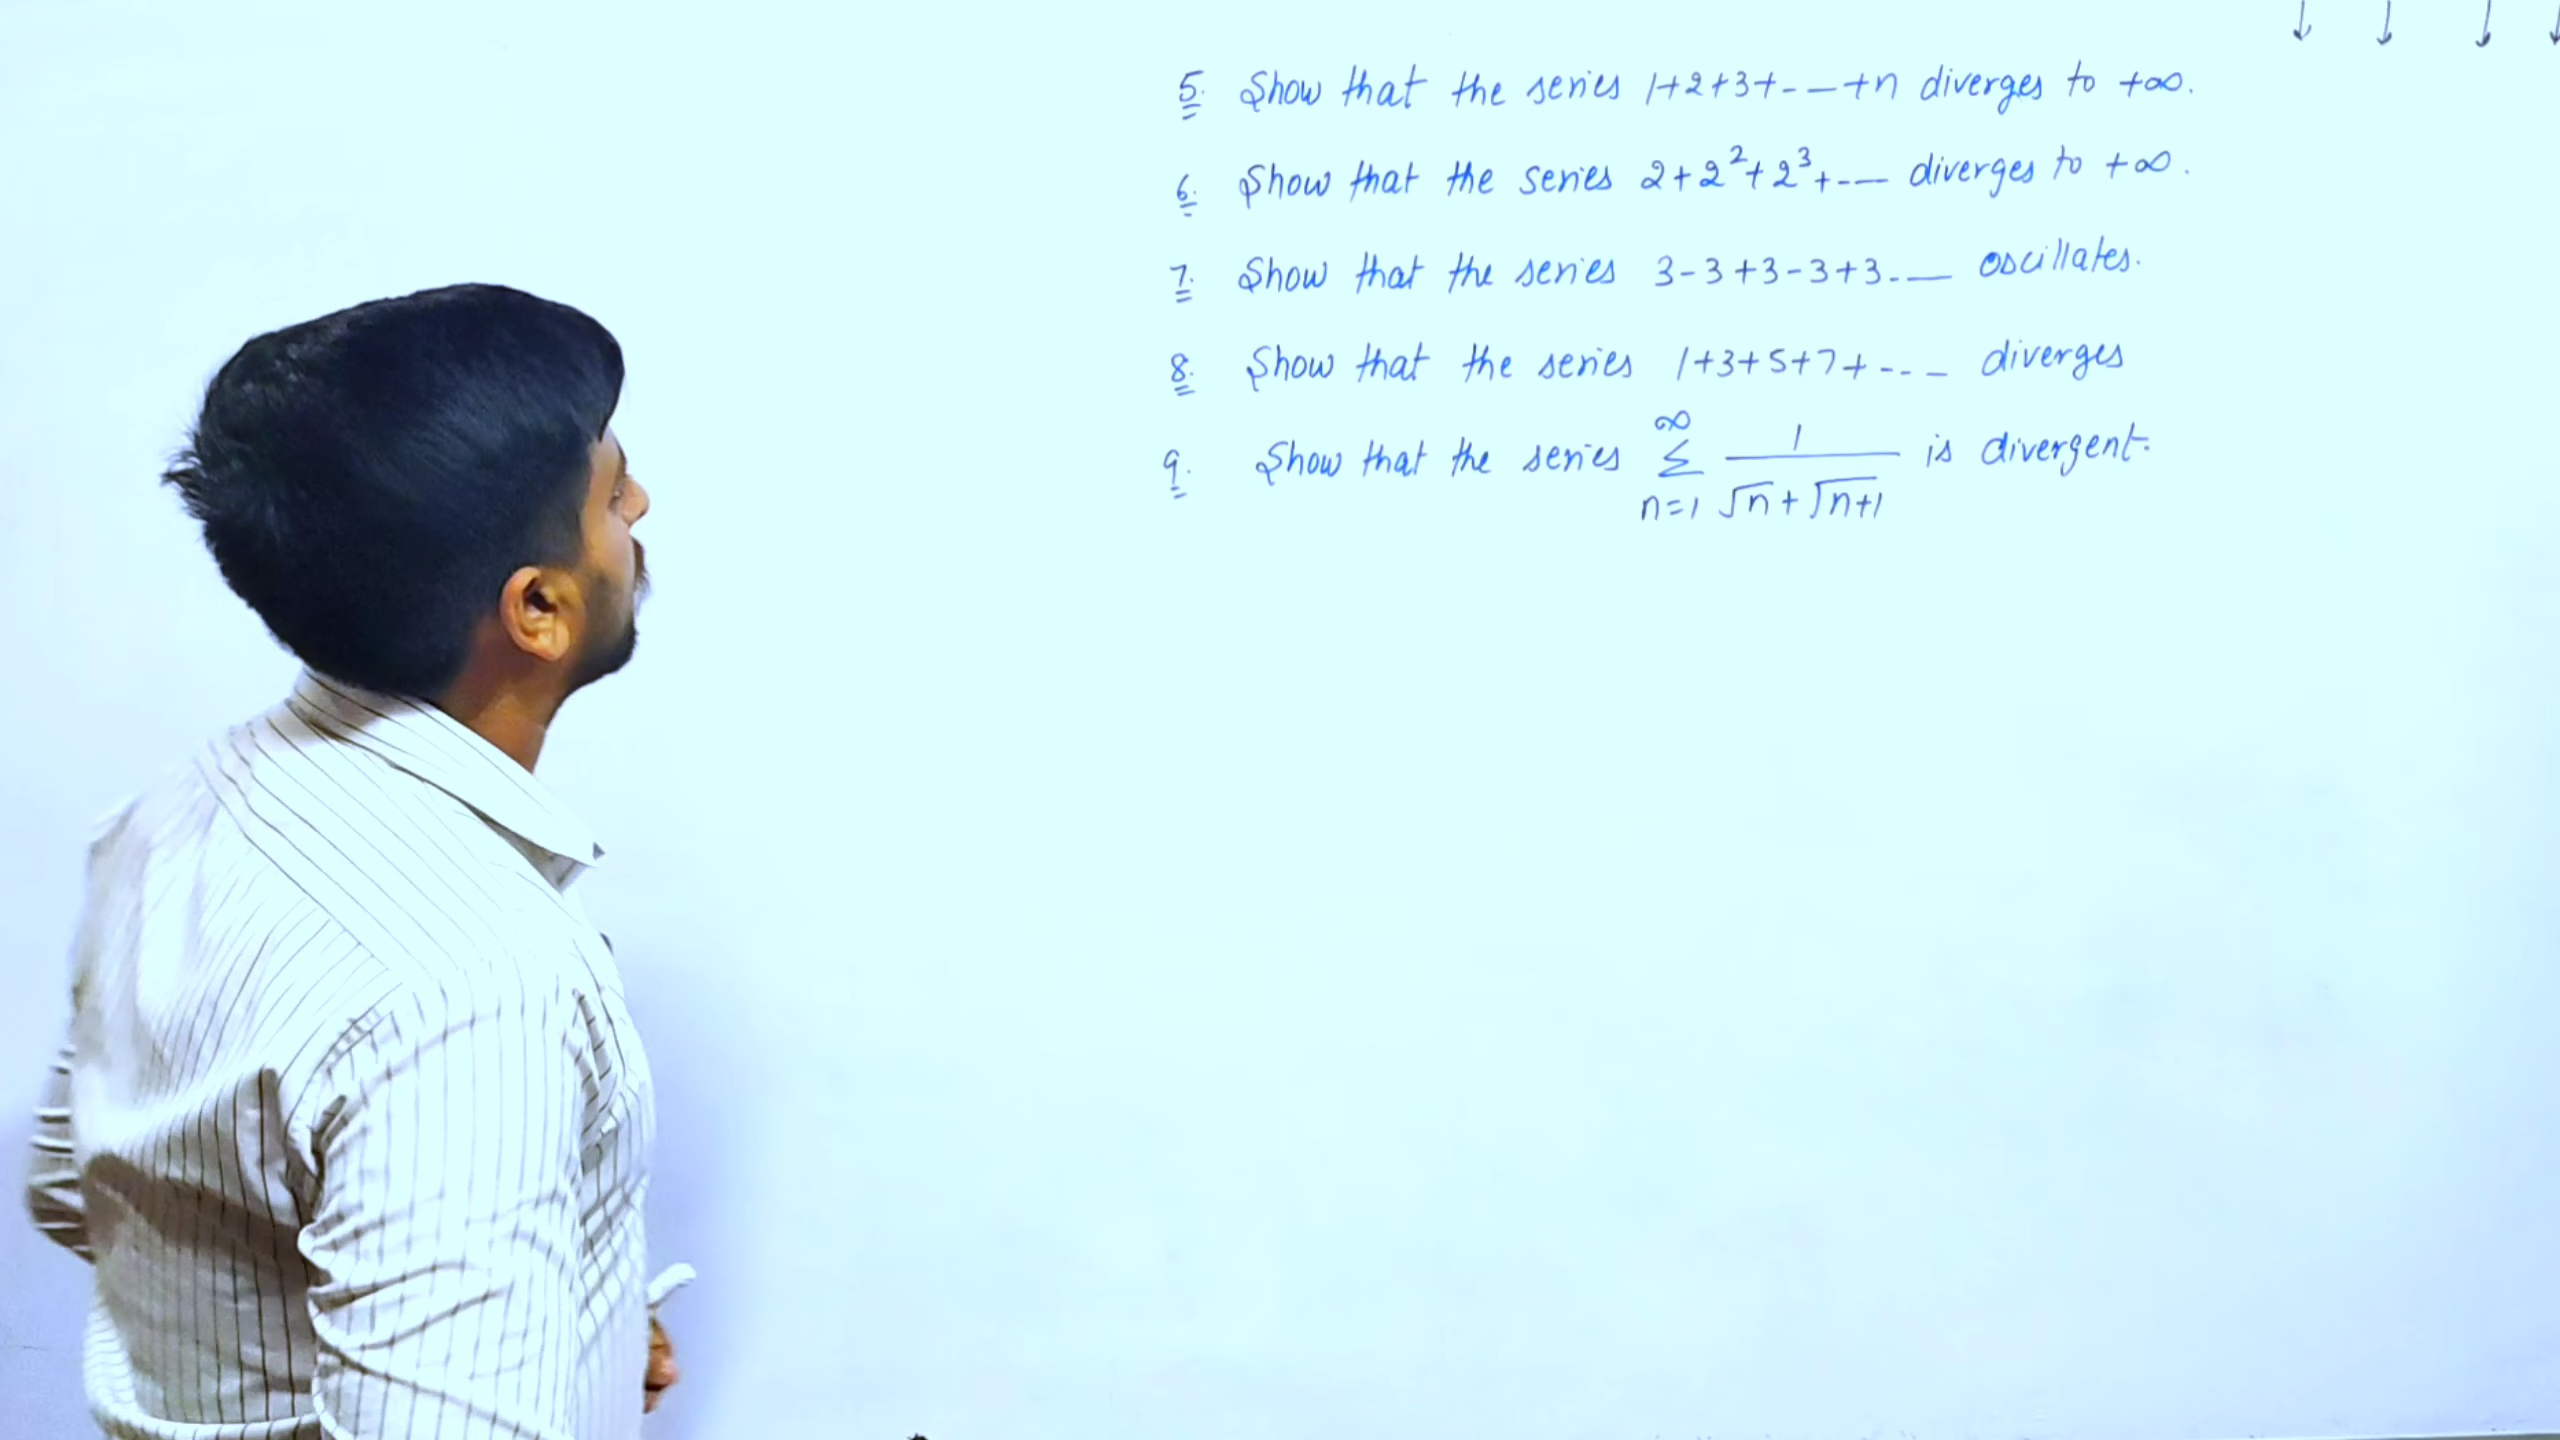 5. Show that the series 1+2+3+-—+n diverges to +∞.
6. Show that the series 2+2²+2³+-— diverges to +∞.
7. Show that the series 3-3+3-3+3-— oscillates.
8. Show that the series 1+3+5+7+--- diverges
9. Show that the series ∞ Σ n=1 1/(√n+√n+1) is divergent.